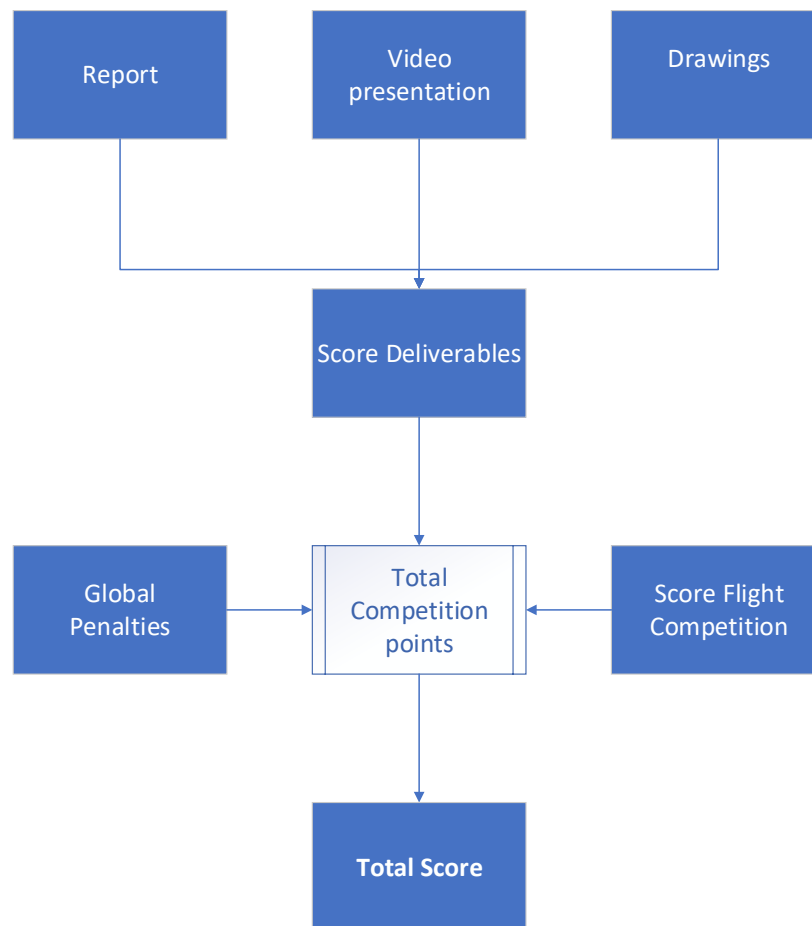 Report
Video
presentation
Drawings
Score Deliverables
Global
Penalties
Total
Competition
points
Score Flight
Competition
Total Score